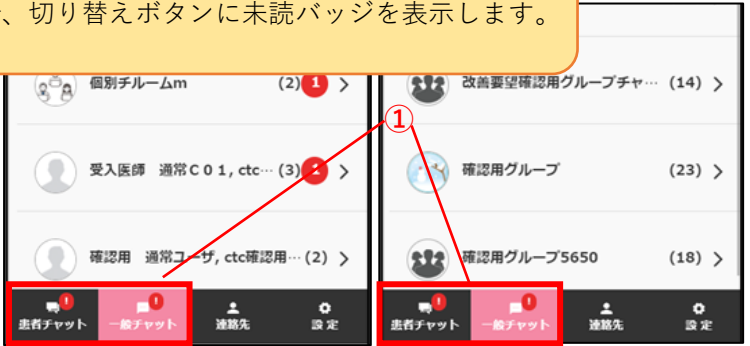 、切り替えボタンに未読バッジを表示します。
個別チルームm (2) 1 >
受入医師 通常C01, ctc… (3) 1 >
確認用 通常ユーザ, ctc確認用… (2) >
患者チャット ! 一般チャット ! 連絡先 設定
①
改善要望確認用グループチャ… (14) >
確認用グループ (23) >
確認用グループ5650 (18) >
患者チャット ! 一般チャット ! 連絡先 設定